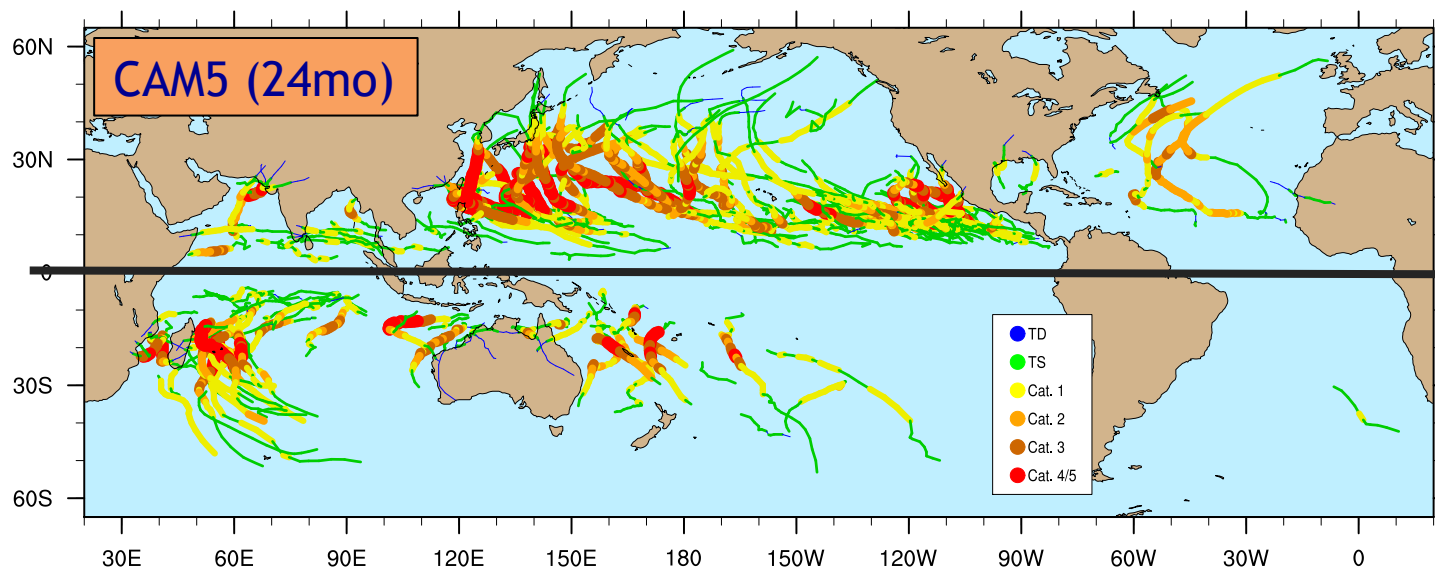 CAM5 (24mo)
60N
30N
0
30S
60S
TD
TS
Cat. 1
Cat. 2
Cat. 3
Cat. 4/5
30E 60E 90E 120E 150E 180 150W 120W 90W 60W 30W 0